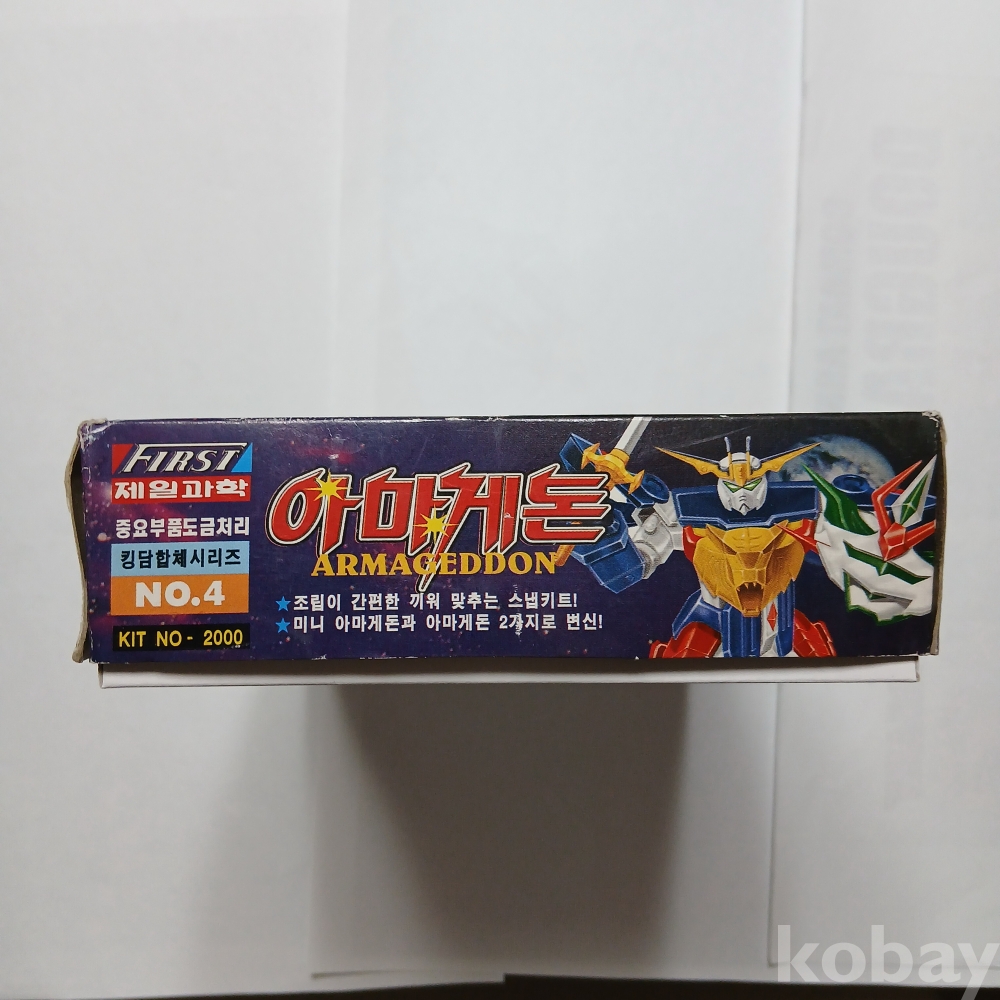 FIRST
제일과학
중요부품도금처리
킹담합체시리즈
NO.4
KIT NO - 2000
아마게돈
ARMAGEDDON
★조립이 간편한 끼워 맞추는 스냅키트!
★미니 아마게돈과 아마게돈 2가지로 변신!
kobay